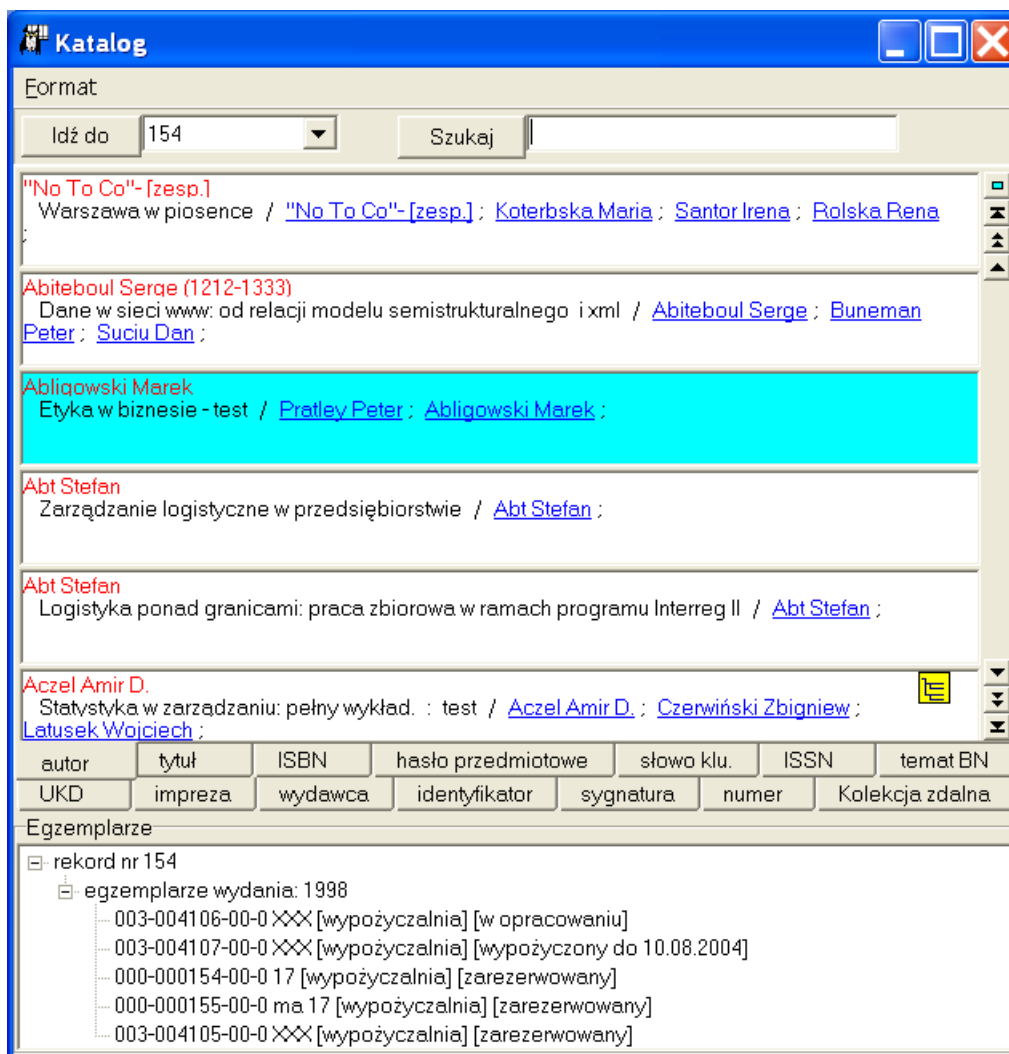 Katalog
Format
Idź do 154 Szukaj
"No To Co"- [zesp.]
Warszawa w piosence / "No To Co"- [zesp.] ; Koterbska Maria ; Santor Irena ; Rolska Rena
;
Abiteboul Serge (1212-1333)
Dane w sieci www: od relacji modelu semistrukturalnego i xml / Abiteboul Serge ; Buneman
Peter ; Suciu Dan ;
Abligowski Marek
Etyka w biznesie - test / Pratley Peter ; Abligowski Marek ;
Abt Stefan
Zarządzanie logistyczne w przedsiębiorstwie / Abt Stefan ;
Abt Stefan
Logistyka ponad granicami: praca zbiorowa w ramach programu Interreg II / Abt Stefan ;
Aczel Amir D.
Statystyka w zarządzaniu: pełny wykład. : test / Aczel Amir D. ; Czerwiński Zbigniew ;
Latusek Wojciech ;
autor tytuł ISBN hasło przedmiotowe słowo klu. ISSN temat BN
UKD impreza wydawca identyfikator sygnatura numer Kolekcja zdalna
Egzemplarze
rekord nr 154
egzemplarze wydania: 1998
003-004106-00-0 XXX [wypożyczalnia] [w opracowaniu]
003-004107-00-0 XXX [wypożyczalnia] [wypożyczony do 10.08.2004]
000-000154-00-0 17 [wypożyczalnia] [zarezerwowany]
000-000155-00-0 ma 17 [wypożyczalnia] [zarezerwowany]
003-004105-00-0 XXX [wypożyczalnia] [zarezerwowany]